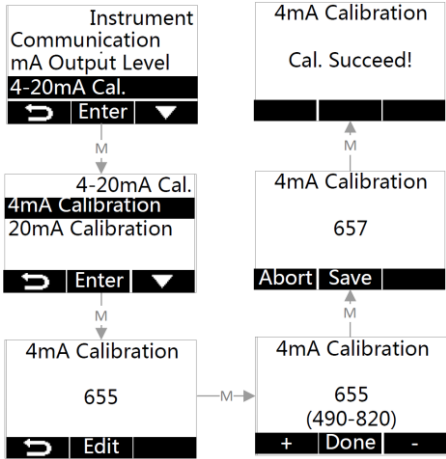 Instrument
Communication
mA Output Level
4-20mA Cal.
Enter
M
4-20mA Cal.
4mA Calibration
20mA Calibration
Enter
M
4mA Calibration
655
Edit
M
4mA Calibration
655
(490-820)
+ Done -
M
4mA Calibration
657
Abort Save
M
4mA Calibration
Cal. Succeed!